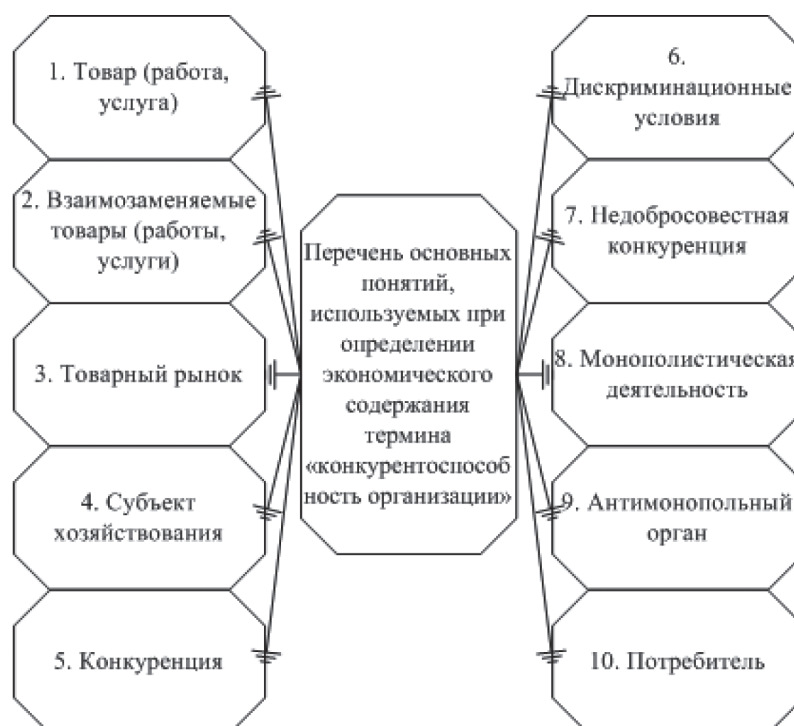 1. Товар (работа,
услуга)
2. Взаимозаменяемые
товары (работы,
услуги)
3. Товарный рынок
4. Субъект
хозяйствования
5. Конкуренция
Перечень основных
понятий,
используемых при
определении
экономического
содержания
термина
«конкурентоспособ
ность организации»
6.
Дискриминационные
условия
7. Недобросовестная
конкуренция
8. Монополистическая
деятельность
9. Антимонопольный
орган
10. Потребитель